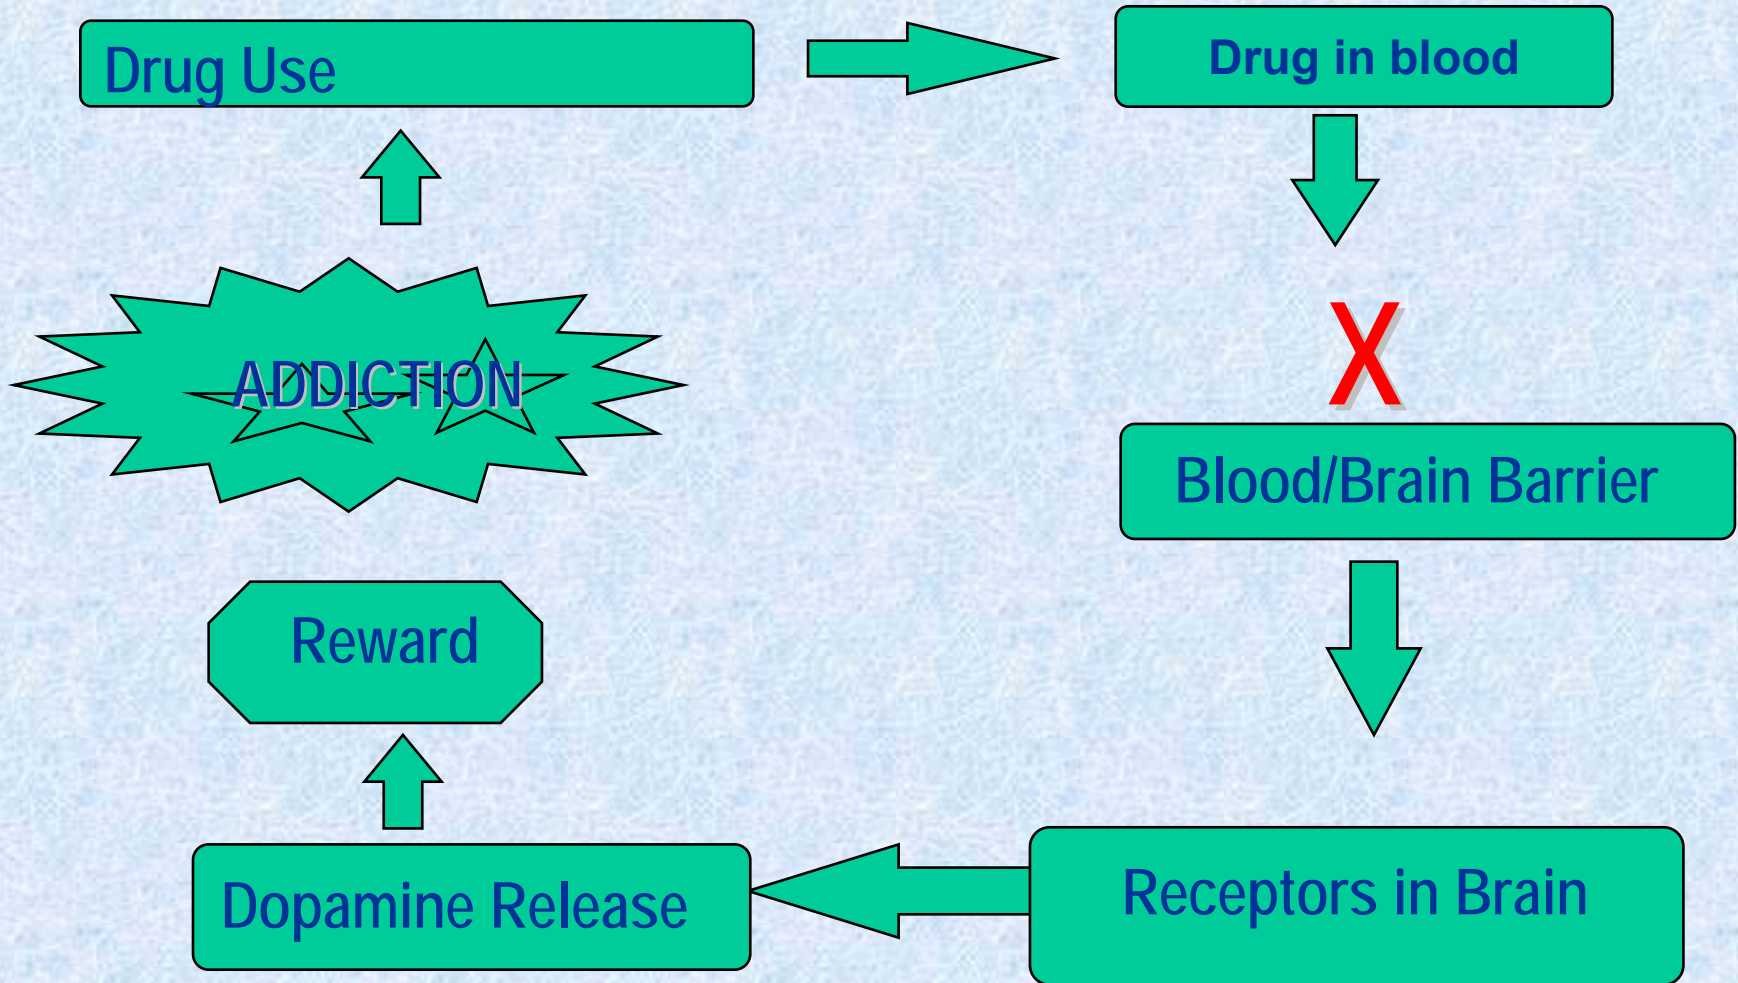 Drug Use
Drug in blood
X
ADDICTION
Blood/Brain Barrier
Reward
Dopamine Release
Receptors in Brain